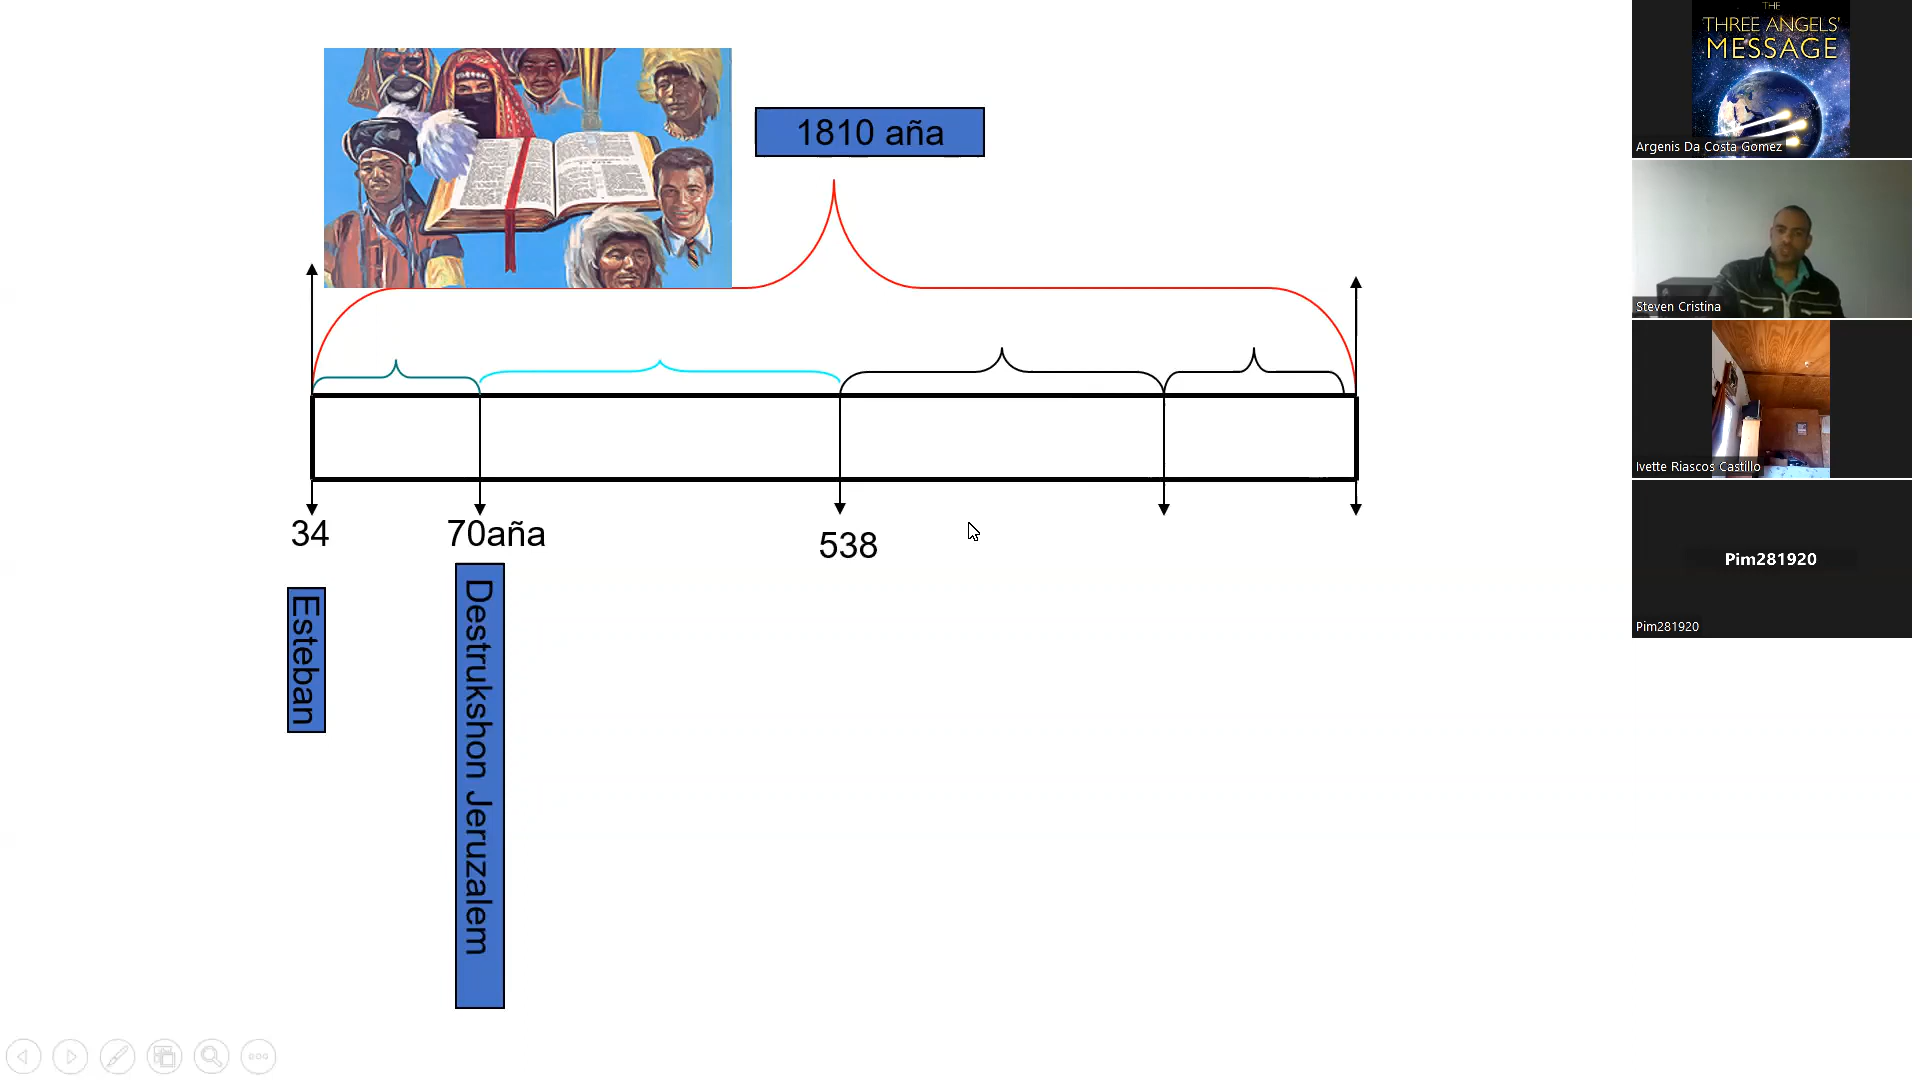 1810 aña
34
70aña
538
Esteban
Destrukshon Jeruzalem
THE
THREE ANGELS'
MESSAGE
Argenis Da Costa Gomez
Steven Cristina
Ivette Riascos Castillo
Pim281920
Pim281920